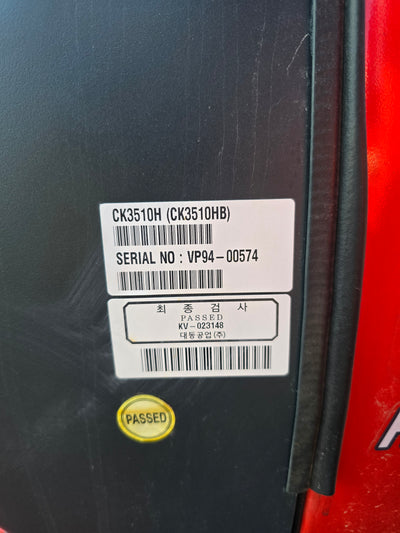 CK3510H (CK3510HB)
SERIAL NO : VP94-00574
최 종 검 사
PASSED
KV-023148
대동공업(주)
PASSED